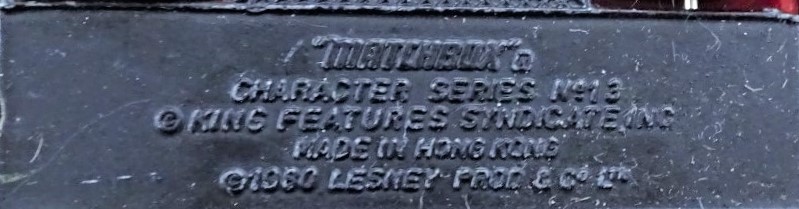 "MATCHBOX"®
CHARACTER SERIES Nº13
© KING FEATURES SYNDICATE, INC
MADE IN HONG KONG
©1980 LESNEY PROD & Cº Lᵀᴰ